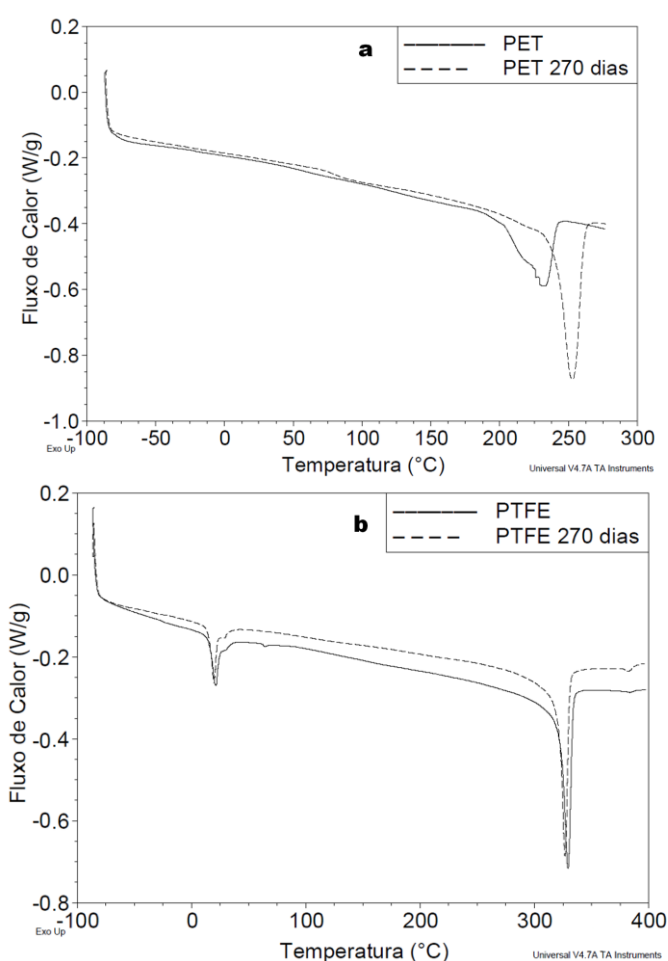 a
PET
PET 270 dias
Fluxo de Calor (W/g)
0.2
0.0
-0.2
-0.4
-0.6
-0.8
-1.0
-100
-50
0
50
100
150
200
250
300
Exo Up
Temperatura (°C)
Universal V4.7A TA Instruments
b
PTFE
PTFE 270 dias
Fluxo de Calor (W/g)
0.2
0.0
-0.2
-0.4
-0.6
-0.8
-100
0
100
200
300
400
Exo Up
Temperatura (°C)
Universal V4.7A TA Instruments